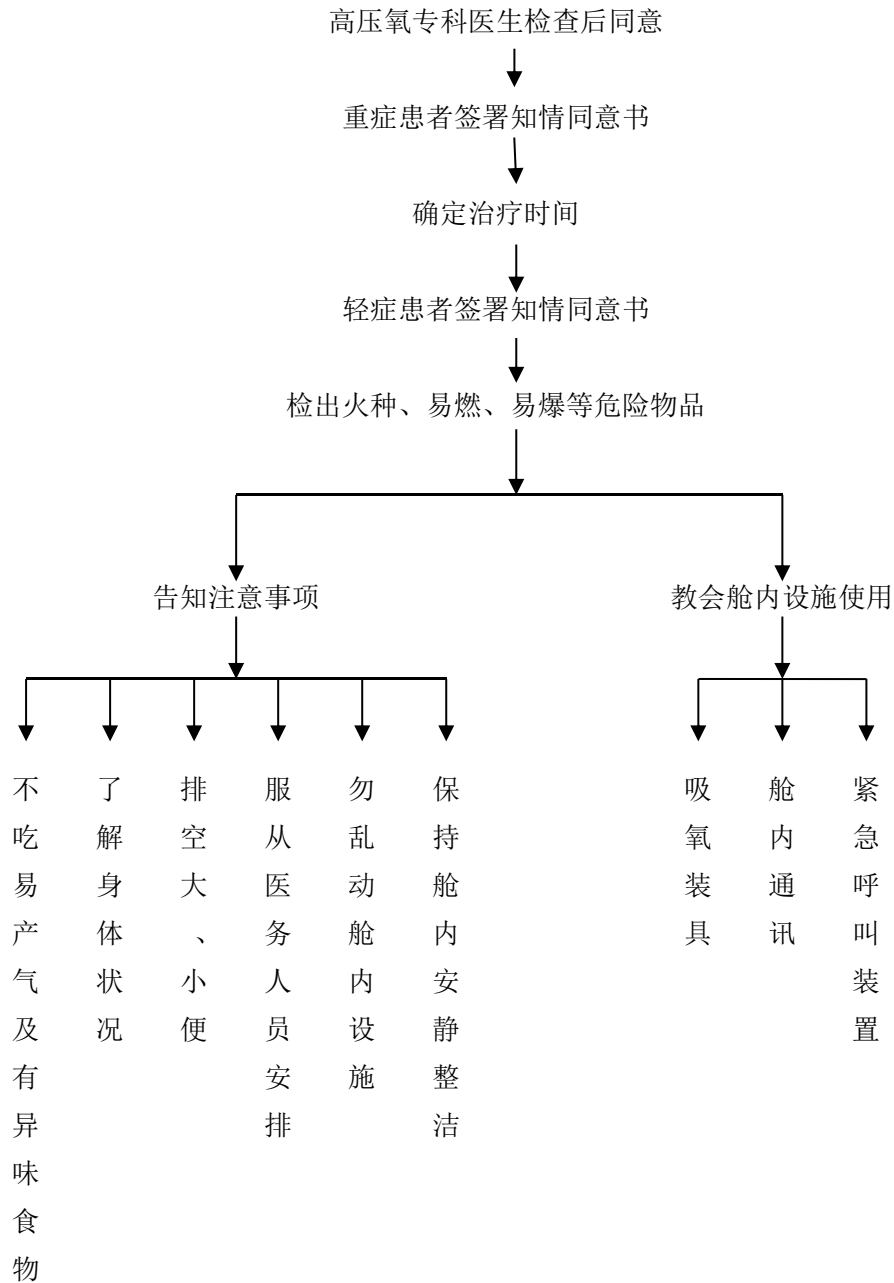 高压氧专科医生检查后同意
重症患者签署知情同意书
确定治疗时间
轻症患者签署知情同意书
检出火种、易燃、易爆等危险物品
告知注意事项
教会舱内设施使用
不吃易产气及有异味食物
了解身体状况
排空大、小便
服从医务人员安排
勿乱动舱内设施
保持舱内安静整洁
吸氧装具
舱内通讯
紧急呼叫装置